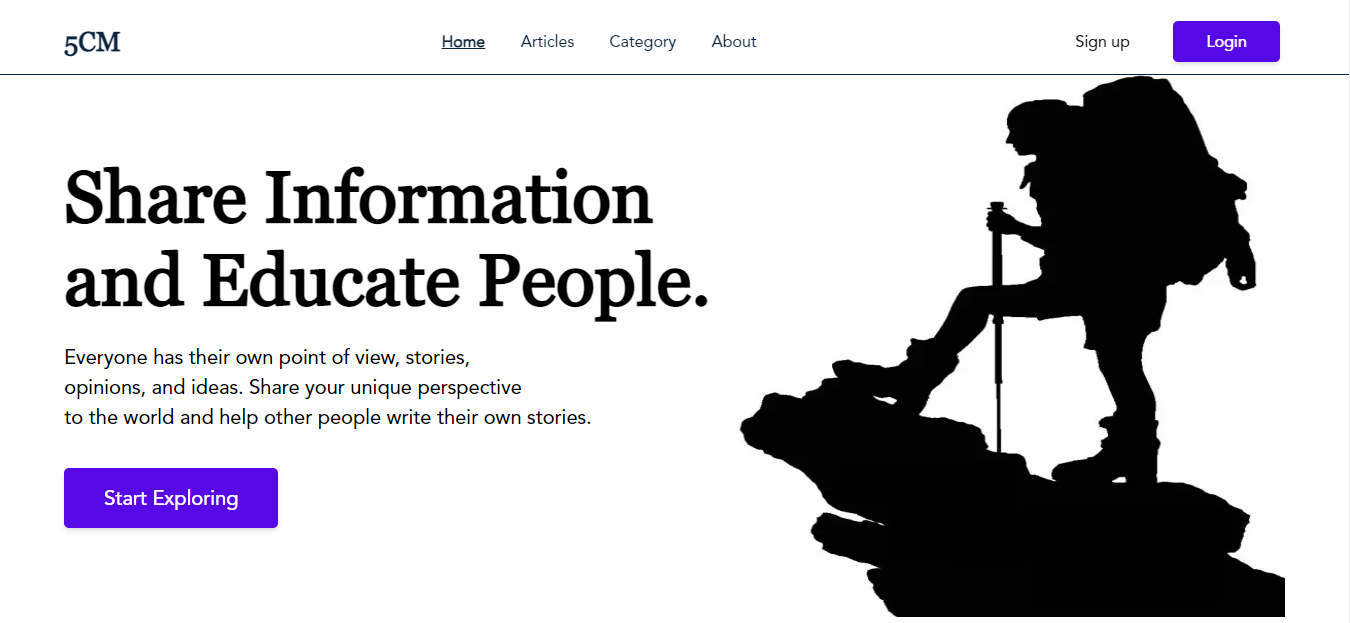 5CM
Home Articles Category About
Sign up
Login
Share Information
and Educate People.
Everyone has their own point of view, stories,
opinions, and ideas. Share your unique perspective
to the world and help other people write their own stories.
Start Exploring